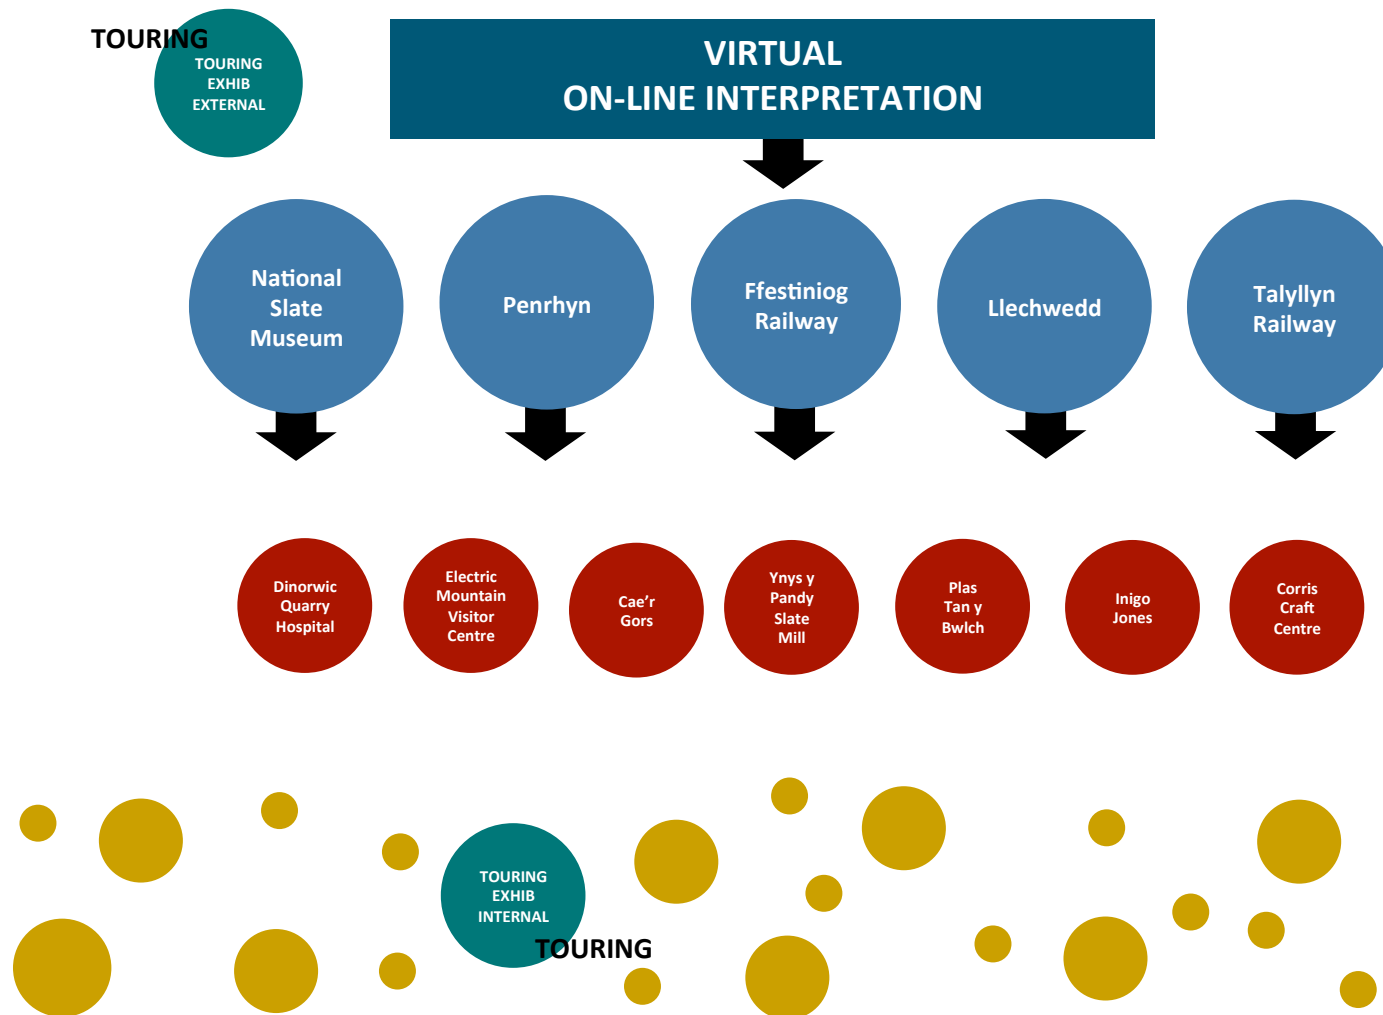 TOURING
TOURING
EXHIB
EXTERNAL
VIRTUAL
ON-LINE INTERPRETATION
National
Slate
Museum
Penrhyn
Ffestiniog
Railway
Llechwedd
Talyllyn
Railway
Dinorwic
Quarry
Hospital
Electric
Mountain
Visitor
Centre
Cae’r
Gors
Ynys y
Pandy
Slate
Mill
Plas
Tan y
Bwlch
Inigo
Jones
Corris
Craft
Centre
TOURING
EXHIB
INTERNAL
TOURING